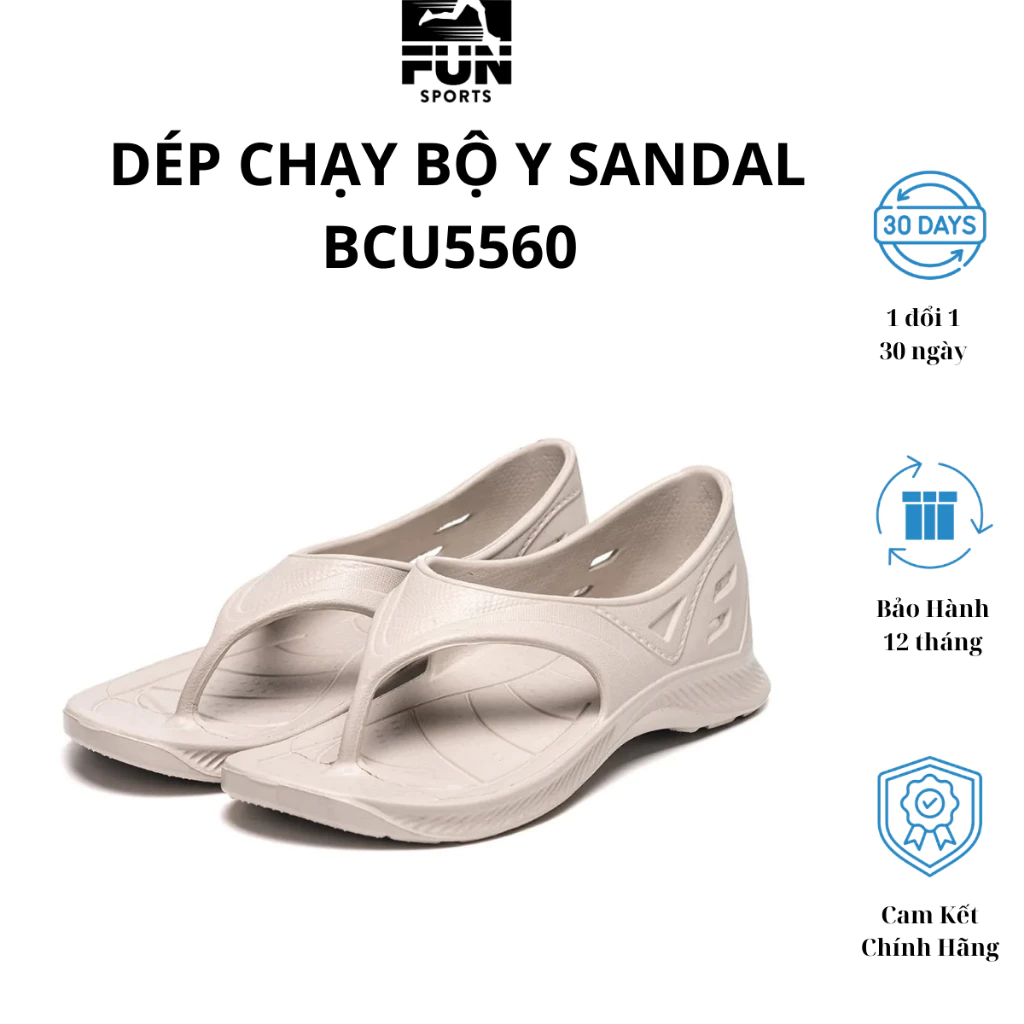 FUN
SPORTS
DÉP CHẠY BỘ Y SANDAL
BCU5560
30 DAYS
1 đổi 1
30 ngày
Bảo Hành
12 tháng
Cam Kết
Chính Hãng